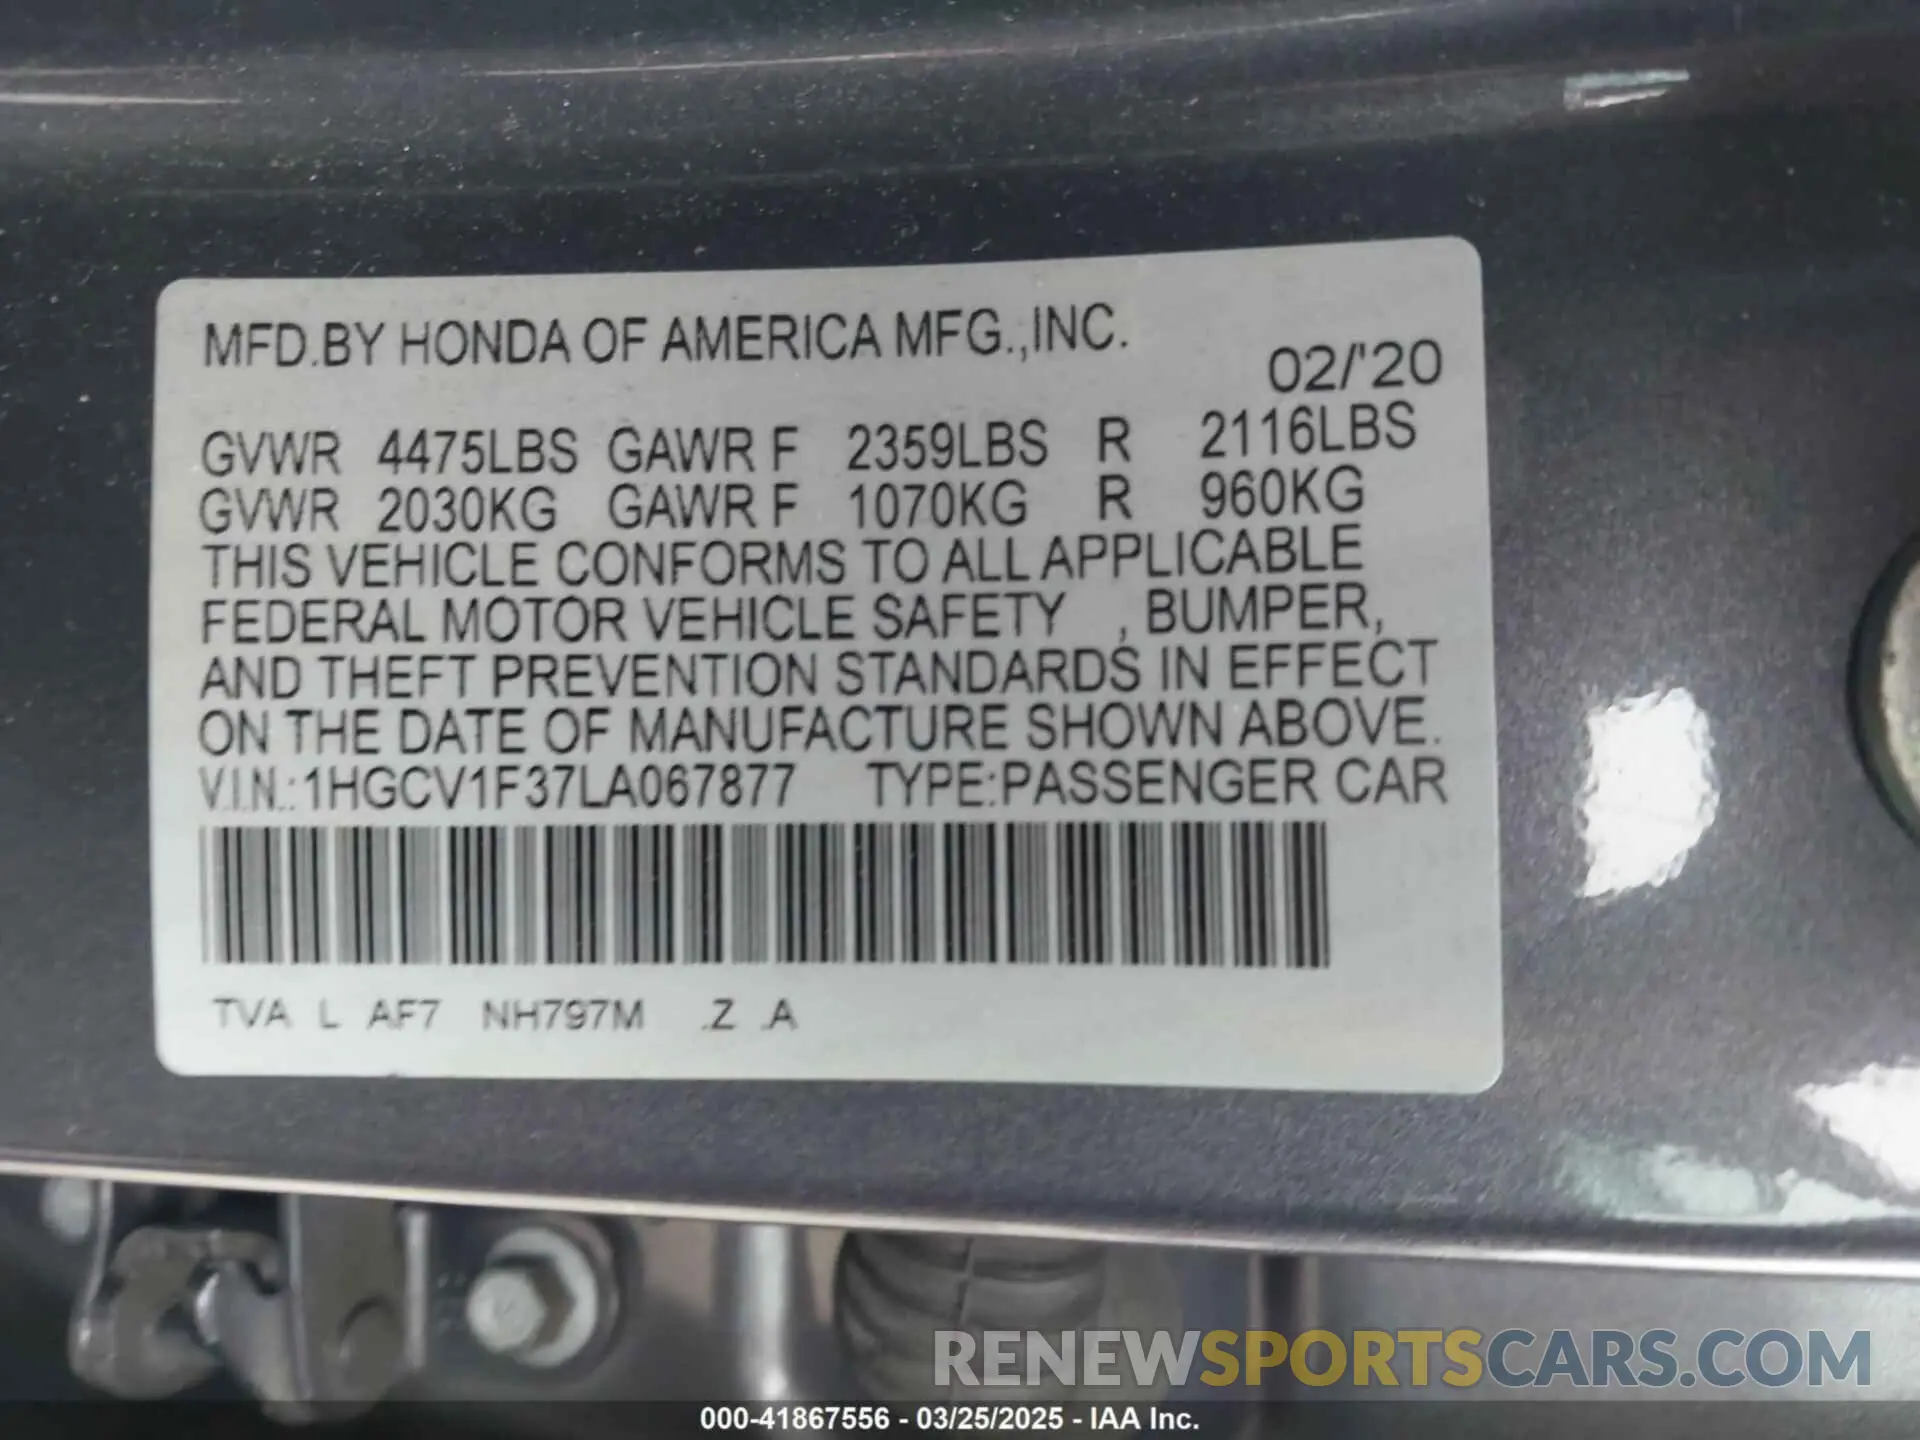 MFD.BY HONDA OF AMERICA MFG.,INC.
02/'20
GVWR 4475LBS GAWR F 2359LBS R 2116LBS
GVWR 2030KG GAWR F 1070KG R 960KG
THIS VEHICLE CONFORMS TO ALL APPLICABLE
FEDERAL MOTOR VEHICLE SAFETY , BUMPER,
AND THEFT PREVENTION STANDARDS IN EFFECT
ON THE DATE OF MANUFACTURE SHOWN ABOVE.
V.I.N.:1HGCV1F37LA067877 TYPE:PASSENGER CAR
TVA L AF7 NH797M .Z .A
RENEWSPORTSCARS.COM
000-41867556 - 03/25/2025 - IAA Inc.